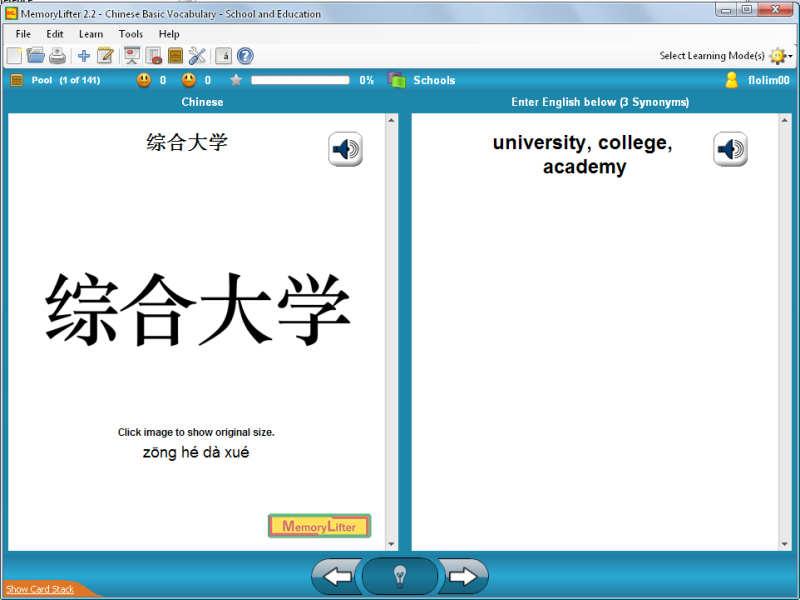 MemoryLifter 2.2 - Chinese Basic Vocabulary - School and Education
File Edit Learn Tools Help
Select Learning Mode(s)
Pool (1 of 141) 0 0 0% Schools flolim00
Chinese
Enter English below (3 Synonyms)
综合大学
综合大学
Click image to show original size.
zōng hé dà xué
MemoryLifter
university, college,
academy
Show Card Stack